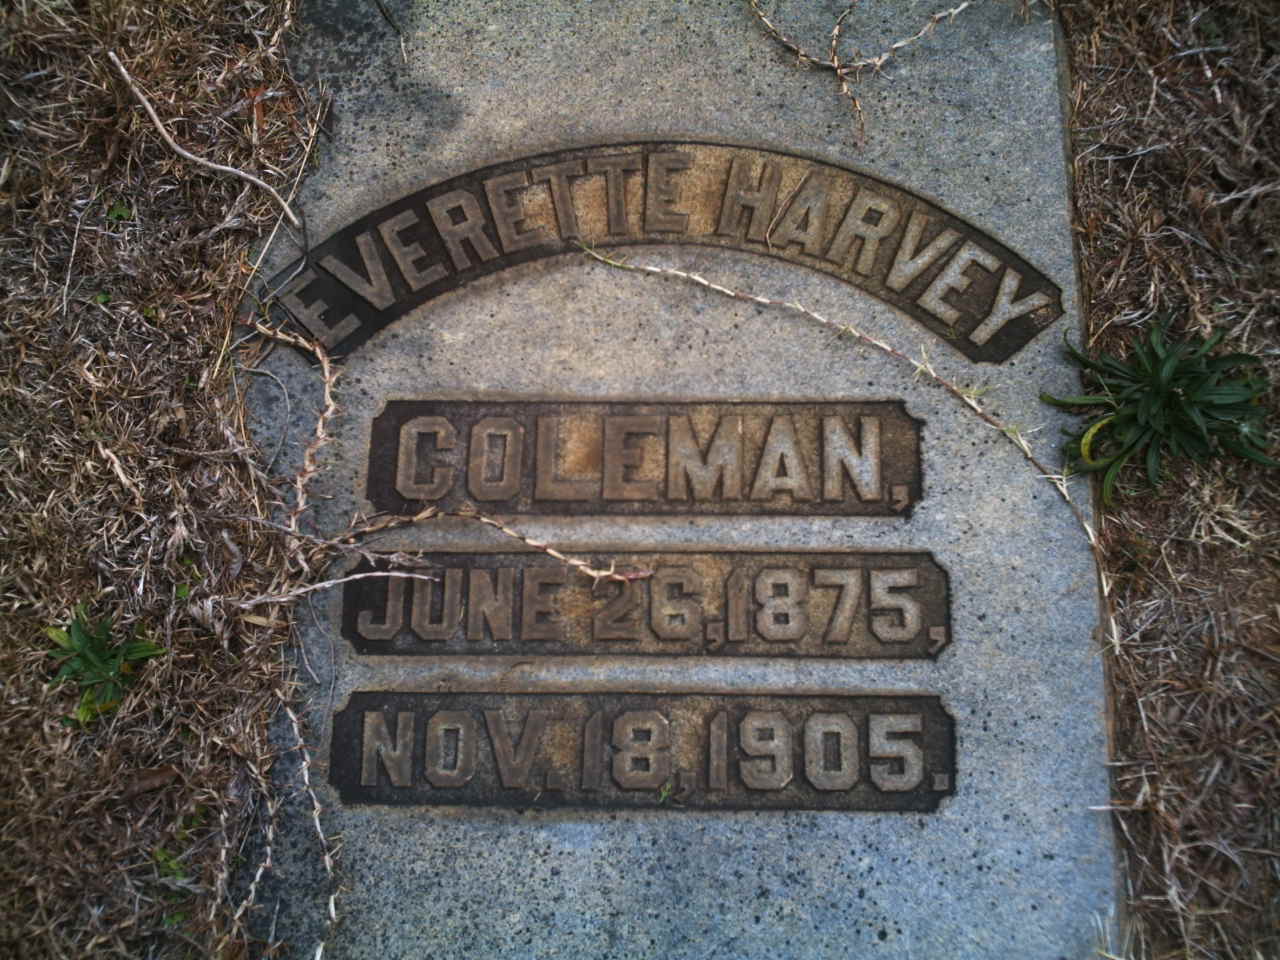 EVERETTE HARVEY
COLEMAN,
JUNE 26, 1875,
NOV. 18, 1905.